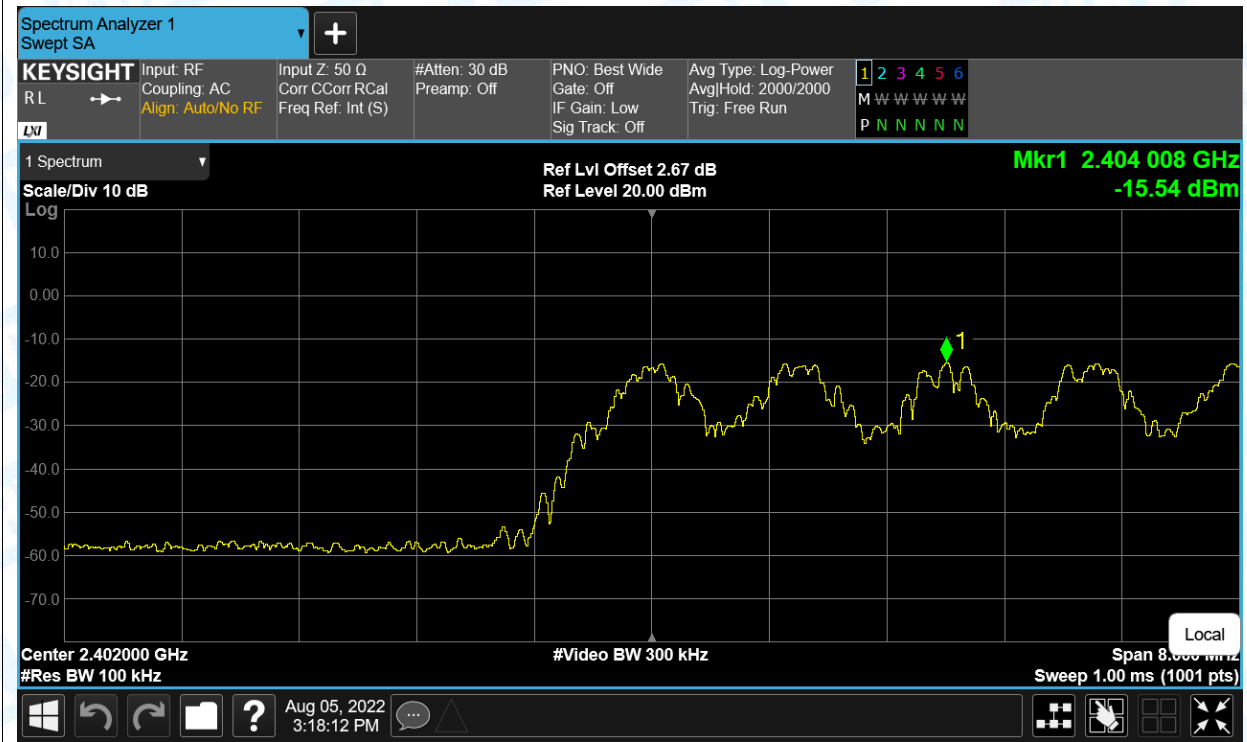 Spectrum Analyzer 1
Swept SA
KEYSIGHT
R L
LXI
Input: RF
Coupling: AC
Align: Auto/No RF
Input Z: 50 Ω
Corr CCorr RCal
Freq Ref: Int (S)
#Atten: 30 dB
Preamp: Off
PNO: Best Wide
Gate: Off
IF Gain: Low
Sig Track: Off
Avg Type: Log-Power
Avg|Hold: 2000/2000
Trig: Free Run
1 2 3 4 5 6
M W W W W W
P N N N N N
1 Spectrum
Scale/Div 10 dB
Log
Ref Lvl Offset 2.67 dB
Ref Level 20.00 dBm
Mkr1 2.404 008 GHz
-15.54 dBm
10.0
0.00
-10.0
-20.0
-30.0
-40.0
-50.0
-60.0
-70.0
1
Local
Center 2.402000 GHz
#Video BW 300 kHz
Span 8.000 MHz
#Res BW 100 kHz
Sweep 1.00 ms (1001 pts)
?
Aug 05, 2022
3:18:12 PM